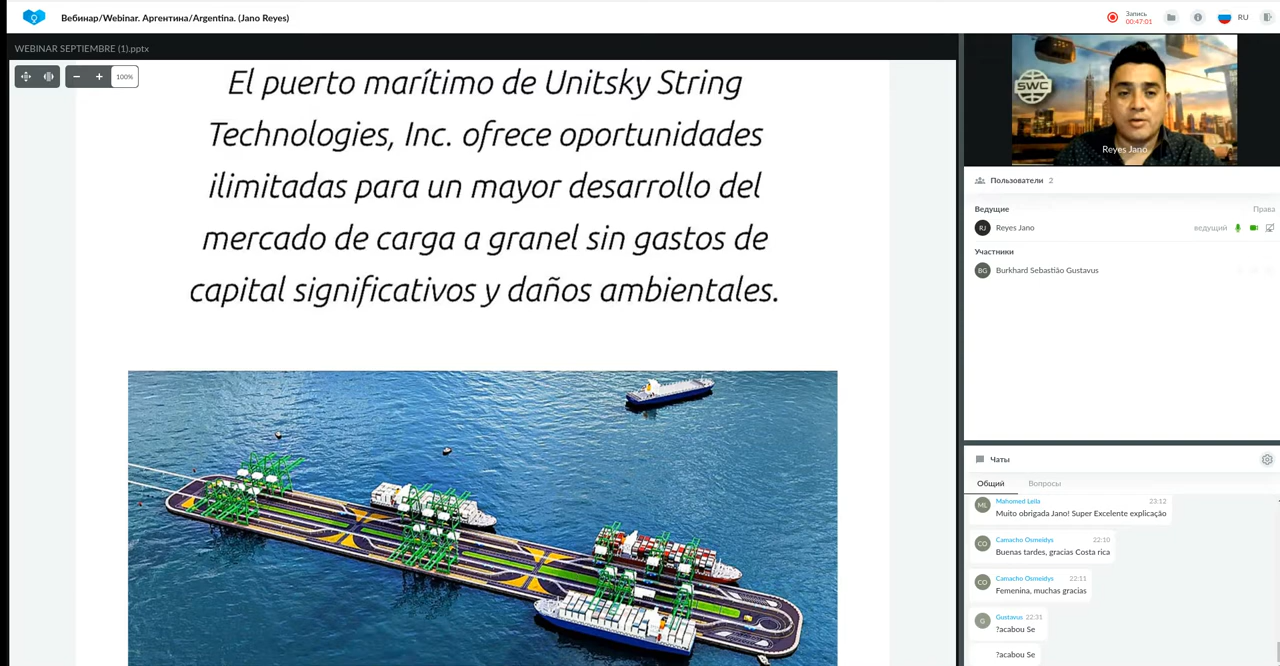 Вебинар/Webinar. Аргентина/Argentina. (Jano Reyes)
Запись
00:47:01
RU
WEBINAR SEPTIEMBRE (1).pptx
100%
El puerto marítimo de Unitsky String
Technologies, Inc. ofrece oportunidades
ilimitadas para un mayor desarrollo del
mercado de carga a granel sin gastos de
capital significativos y daños ambientales.
SWC
Reyes Jano
Пользователи 2
Ведущие Права
RJ Reyes Jano ведущий
Участники
BG Burkhard Sebastião Gustavus
Чаты
Общий Вопросы
ML Mahomed Leila 23:12
Muito obrigada Jano! Super Excelente explicação
CO Camacho Osmeidys 22:10
Buenas tardes, gracias Costa rica
CO Camacho Osmeidys 22:11
Femenina, muchas gracias
G Gustavus 22:31
?acabou Se
?acabou Se